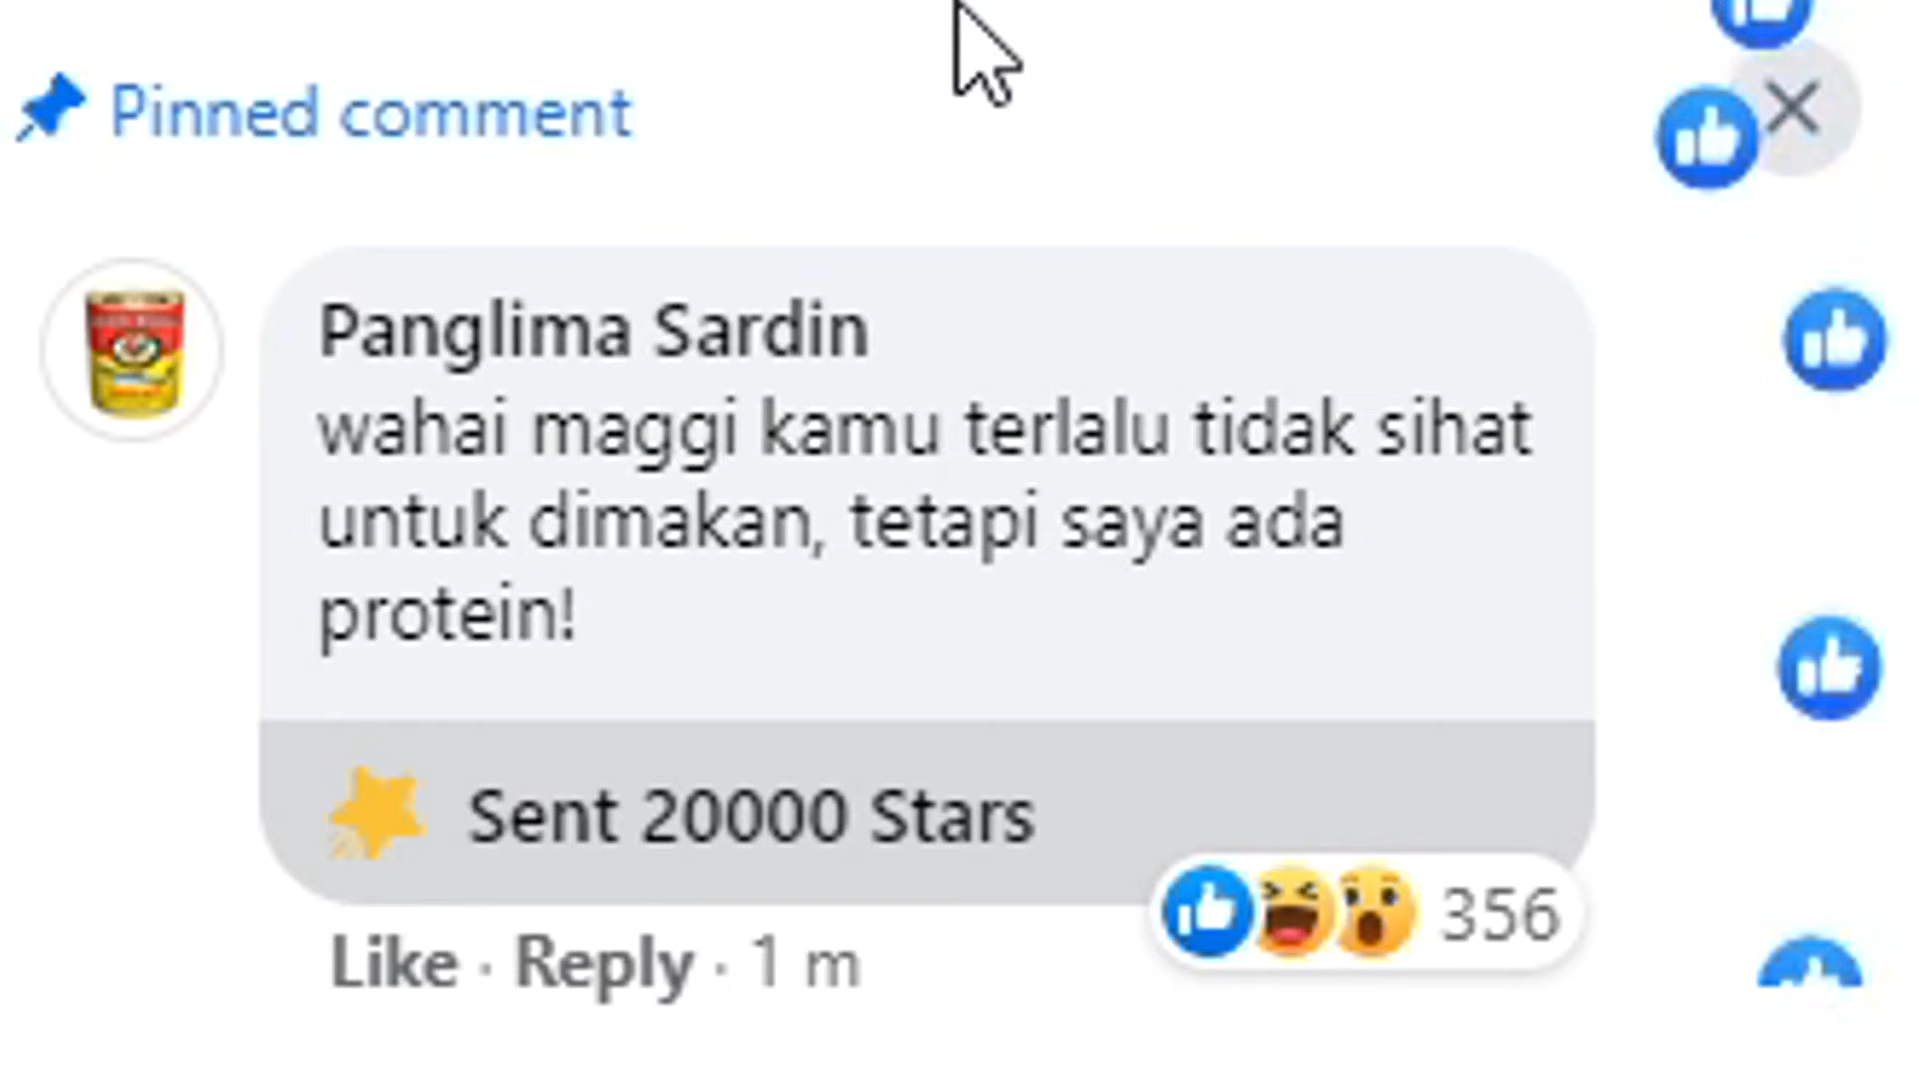 Pinned comment
Panglima Sardin
wahai maggi kamu terlalu tidak sihat
untuk dimakan, tetapi saya ada
protein!
Sent 20000 Stars
356
Like · Reply · 1 m